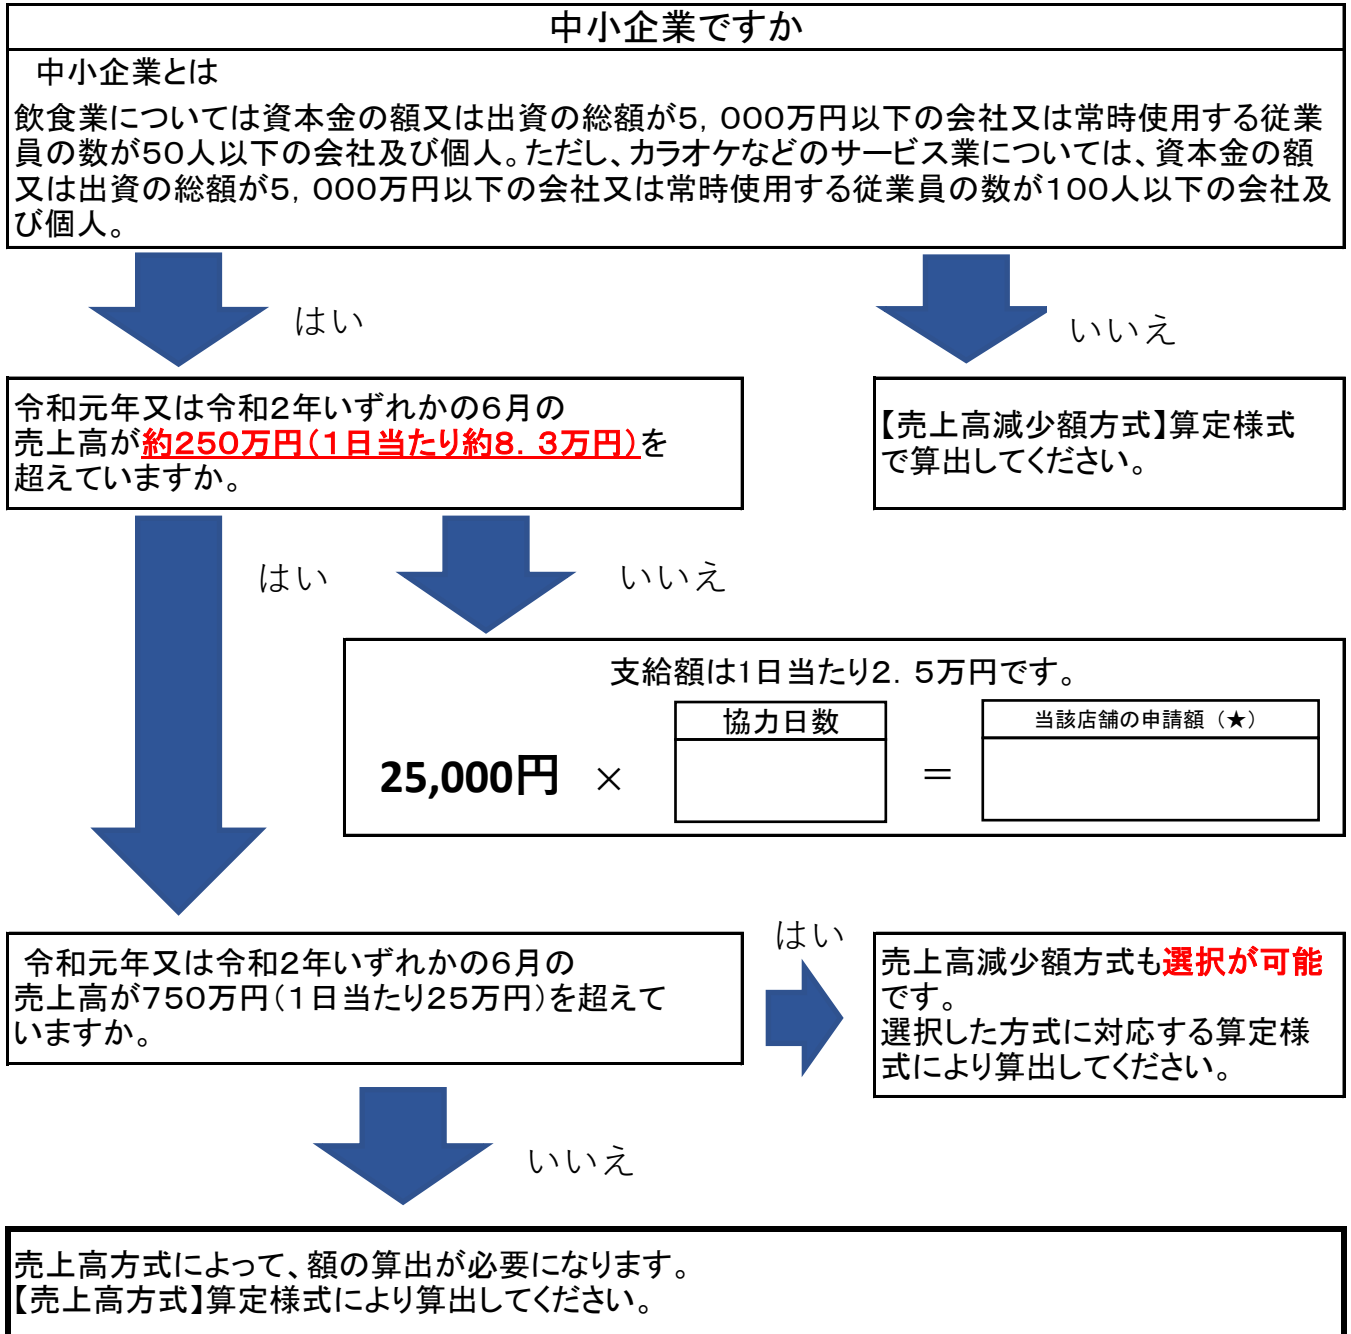 中小企業ですか
中小企業とは
飲食業については資本金の額又は出資の総額が5，000万円以下の会社又は常時使用する従業
員の数が50人以下の会社及び個人。ただし、カラオケなどのサービス業については、資本金の額
又は出資の総額が5，000万円以下の会社又は常時使用する従業員の数が100人以下の会社及
び個人。
はい
いいえ
令和元年又は令和2年いずれかの6月の
売上高が約250万円（1日当たり約8．3万円）を
超えていますか。
【売上高減少額方式】算定様式
で算出してください。
はい
いいえ
支給額は1日当たり2．5万円です。
協力日数
当該店舗の申請額（★）
25,000円 × ＝
令和元年又は令和2年いずれかの6月の
売上高が750万円（1日当たり25万円）を超えて
いますか。
はい
売上高減少額方式も選択が可能
です。
選択した方式に対応する算定様
式により算出してください。
いいえ
売上高方式によって、額の算出が必要になります。
【売上高方式】算定様式により算出してください。